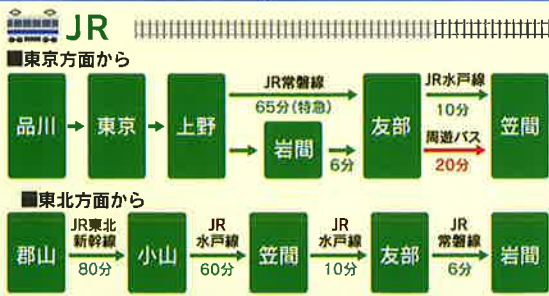 JR
■東京方面から
品川
東京
上野
JR常磐線
65分(特急)
岩間
6分
友部
JR水戸線
10分
周遊バス
20分
笠間
■東北方面から
郡山
JR東北
新幹線
80分
小山
JR
水戸線
60分
笠間
JR
水戸線
10分
友部
JR
常磐線
6分
岩間